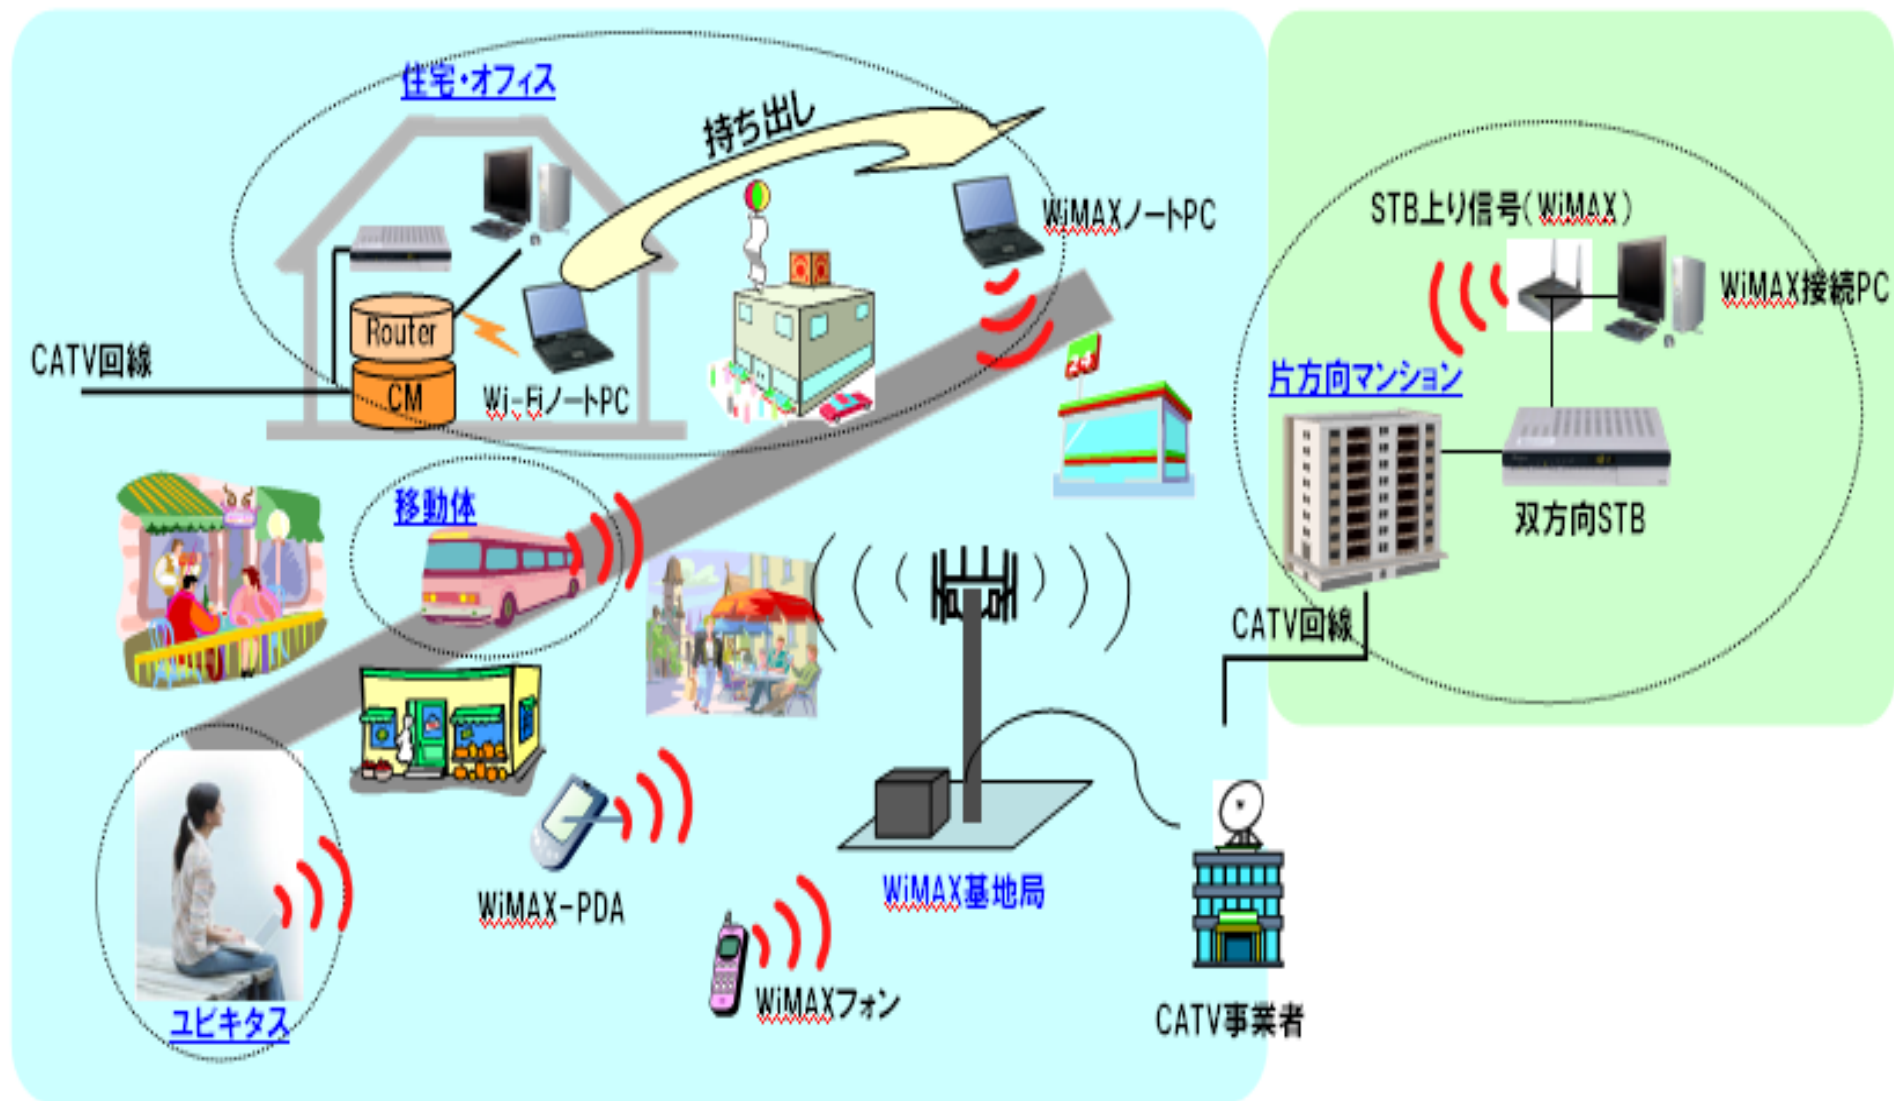 住宅・オフィス
持ち出し
WiMAXノートPC
Router
CM
CATV回線
Wi-FiノートPC
移動体
STB上り信号(WiMAX)
WiMAX接続PC
片方向マンション
双方向STB
CATV回線
WiMAX-PDA
WiMAX基地局
WiMAXフォン
ユビキタス
CATV事業者